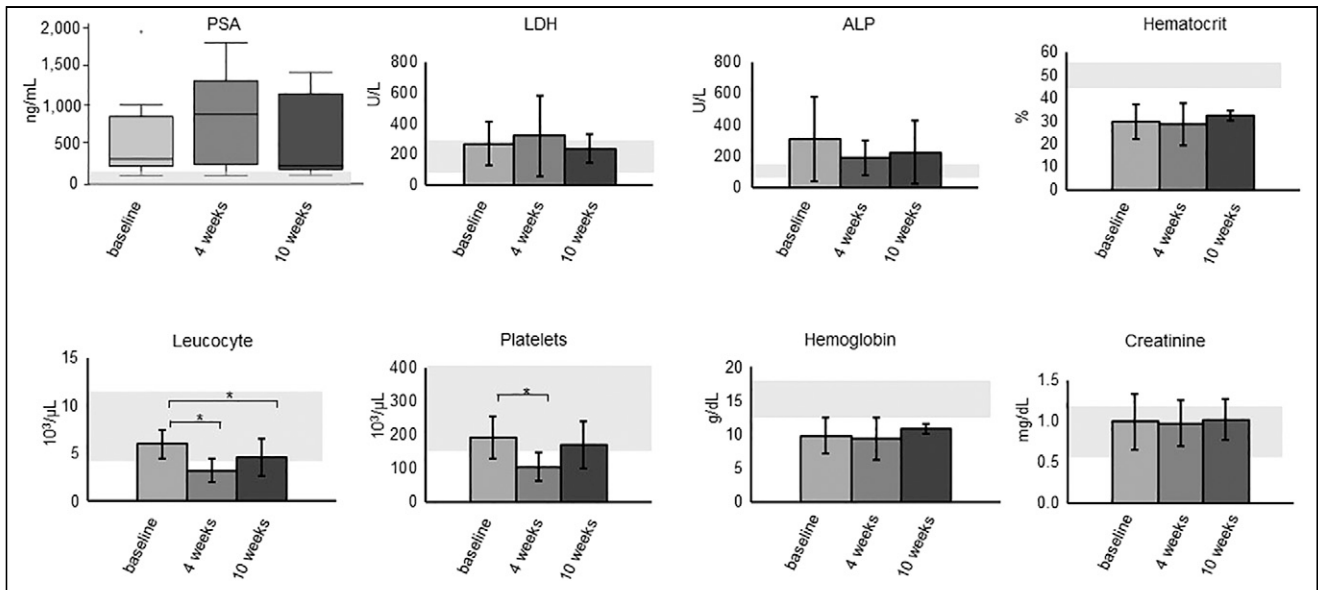 PSA
2,000
1,500
1,000
500
0
ng/mL
baseline
4 weeks
10 weeks
LDH
800
600
400
200
0
U/L
baseline
4 weeks
10 weeks
ALP
800
600
400
200
0
U/L
baseline
4 weeks
10 weeks
Hematocrit
60
50
40
30
20
10
0
%
baseline
4 weeks
10 weeks
Leucocyte
15
10
5
0
10³/µL
*
*
baseline
4 weeks
10 weeks
Platelets
400
300
200
100
0
10³/µL
*
baseline
4 weeks
10 weeks
Hemoglobin
20
15
10
5
0
g/dL
baseline
4 weeks
10 weeks
Creatinine
1.5
1.0
0.5
0.0
mg/dL
baseline
4 weeks
10 weeks